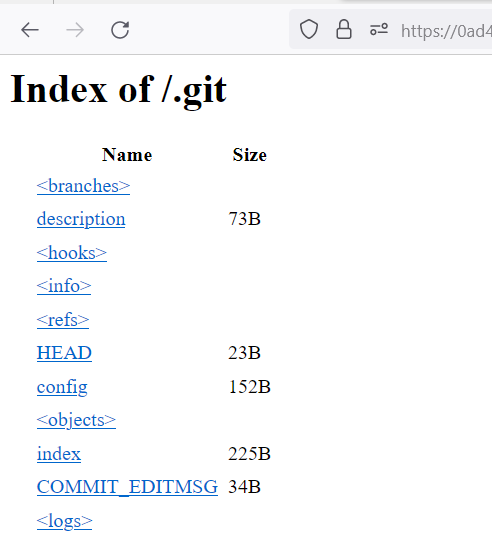 https://0ad4
Index of /.git
Name Size
<branches>
description 73B
<hooks>
<info>
<refs>
HEAD 23B
config 152B
<objects>
index 225B
COMMIT_EDITMSG 34B
<logs>